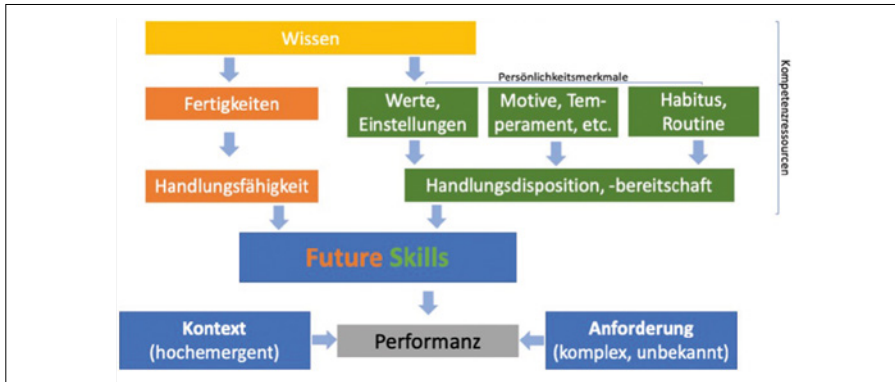 Wissen
Persönlichkeitsmerkmale
Kompetenzressourcen
Fertigkeiten
Werte,
Einstellungen
Motive, Tem-
perament, etc.
Habitus,
Routine
Handlungsfähigkeit
Handlungsdisposition, -bereitschaft
Future Skills
Kontext
(hochemergent)
Performanz
Anforderung
(komplex, unbekannt)